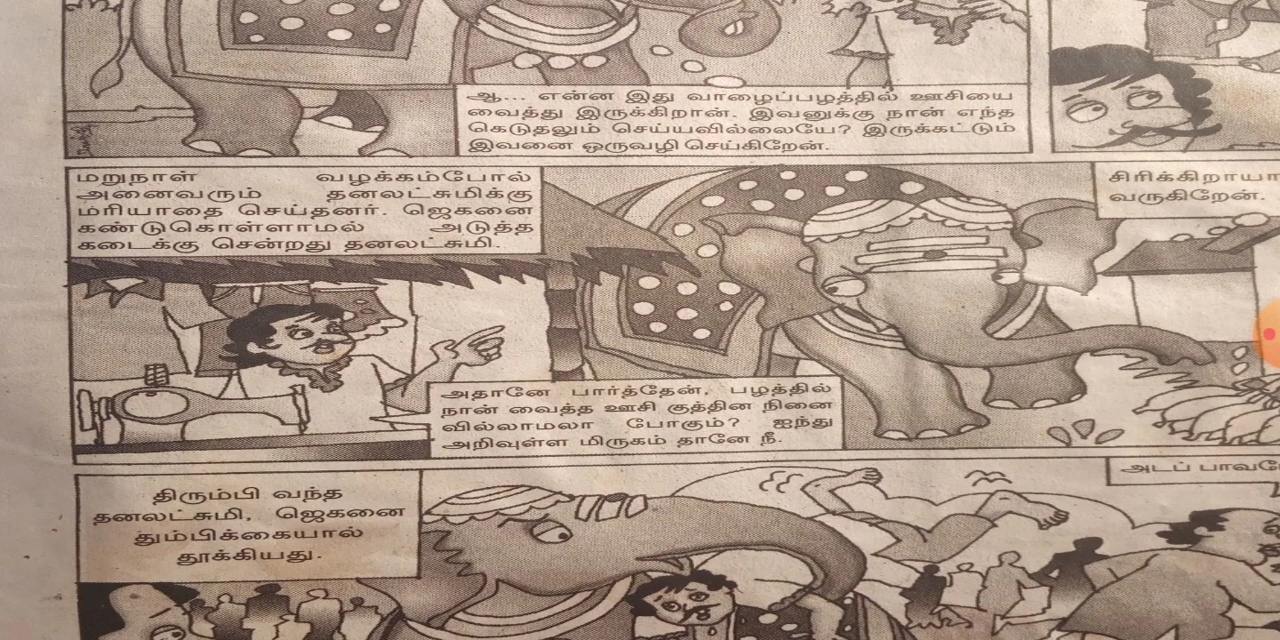 ஆ... என்ன இது வாழைப்பழத்தில் ஊசியை
வைத்து இருக்கிறான். இவனுக்கு நான் எந்த
கெடுதலும் செய்யவில்லையே? இருக்கட்டும்
இவனை ஒருவழி செய்கிறேன்.
மறுநாள் வழக்கம்போல்
அனைவரும் தனலட்சுமிக்கு
மரியாதை செய்தனர். ஜெகனை
கண்டுகொள்ளாமல் அடுத்த
கடைக்கு சென்றது தனலட்சுமி.
சிரிக்கிறாயா
வருகிறேன்.
அதானே பார்த்தேன், பழத்தில்
நான் வைத்த ஊசி குத்தின நினை
வில்லாமலா போகும்? ஐந்து
அறிவுள்ள மிருகம் தானே நீ.
திரும்பி வந்த
தனலட்சுமி, ஜெகனை
தும்பிக்கையால்
தூக்கியது.
அடப்